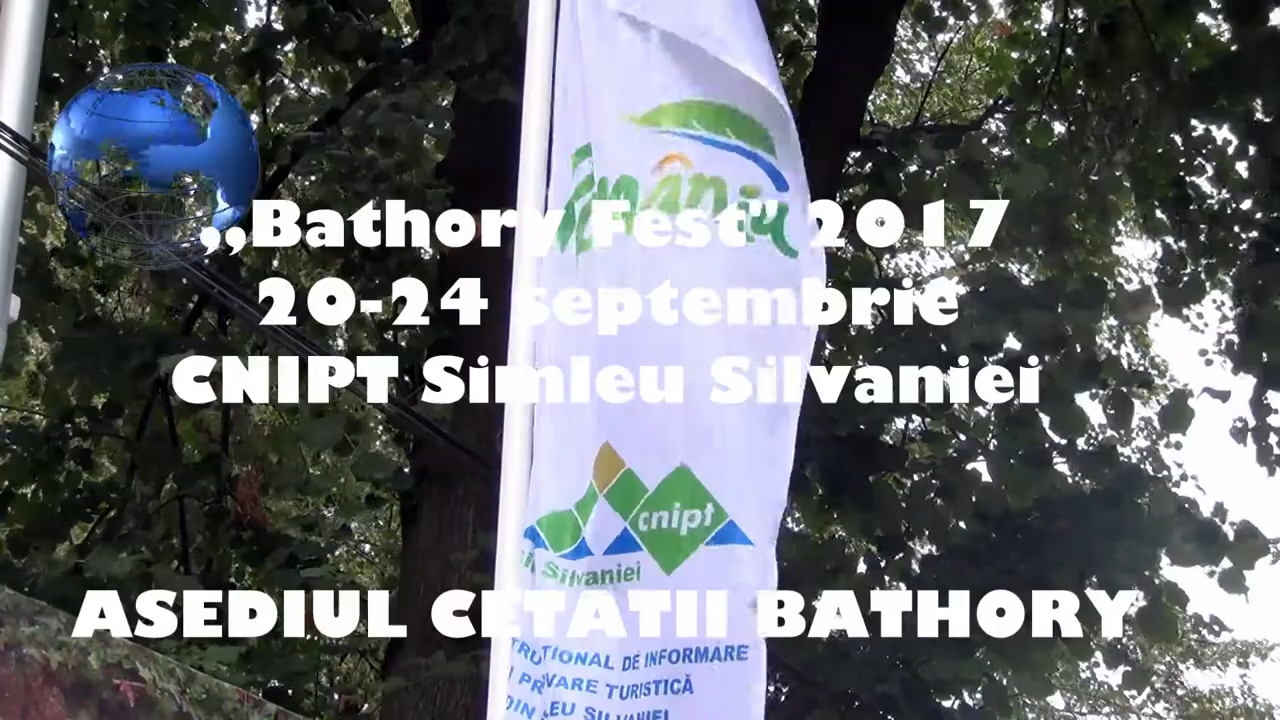 „Bathory Fest" 2017
20-24 septembrie
CNIPT Simleu Silvaniei
cnipt
Silvaniei
ASEDIUL CETATII BATHORY
DE INFORMARE
TURISTICĂ